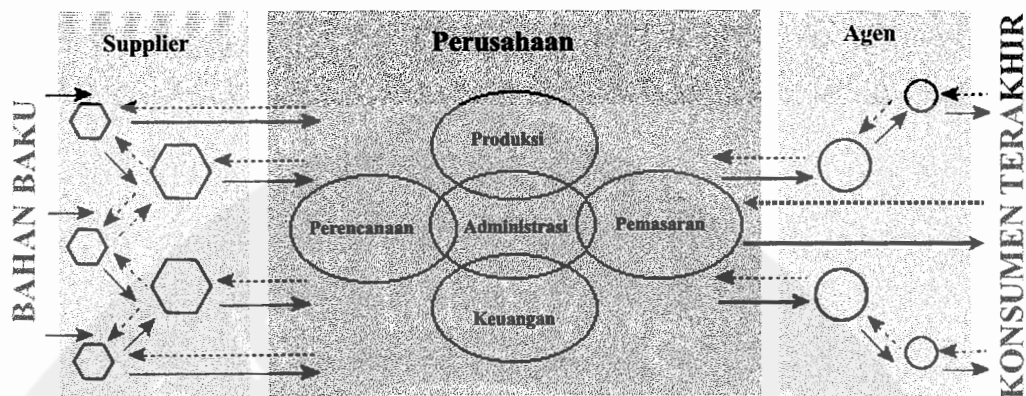 Supplier
Perusahaan
Agen
BAHAN BAKU
Produksi
Perencanaan
Administrasi
Pemasaran
Keuangan
KONSUMEN TERAKHIR